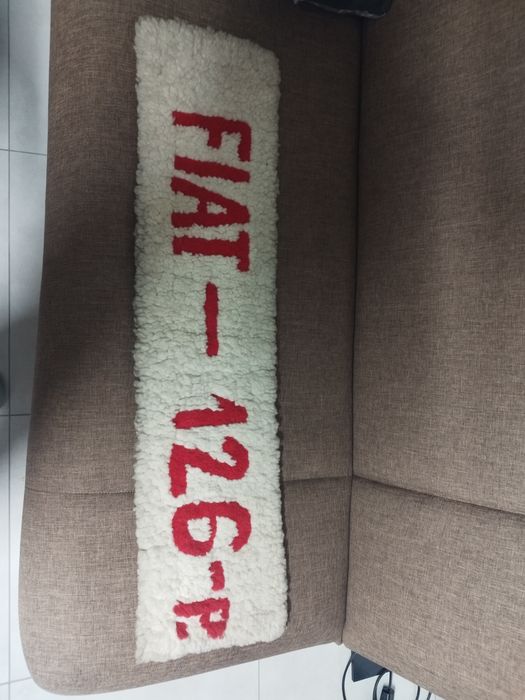 FIAT — 126-P